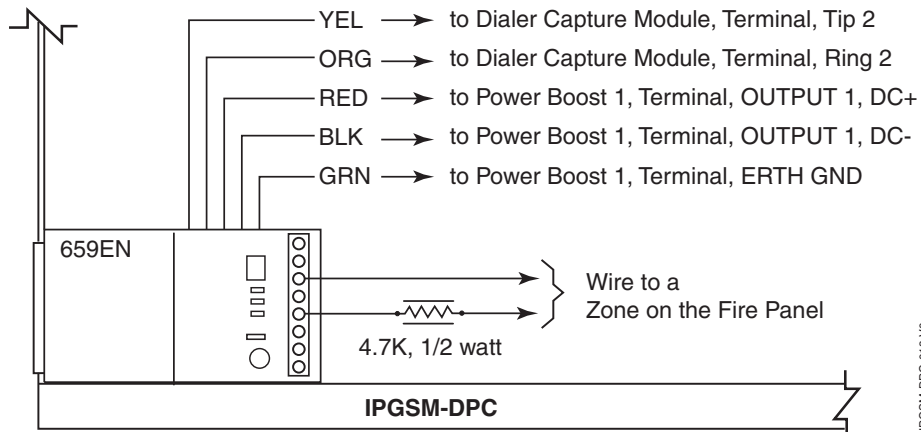 YEL to Dialer Capture Module, Terminal, Tip 2
ORG to Dialer Capture Module, Terminal, Ring 2
RED to Power Boost 1, Terminal, OUTPUT 1, DC+
BLK to Power Boost 1, Terminal, OUTPUT 1, DC-
GRN to Power Boost 1, Terminal, ERTH GND
659EN
Wire to a
Zone on the Fire Panel
4.7K, 1/2 watt
IPGSM-DPC